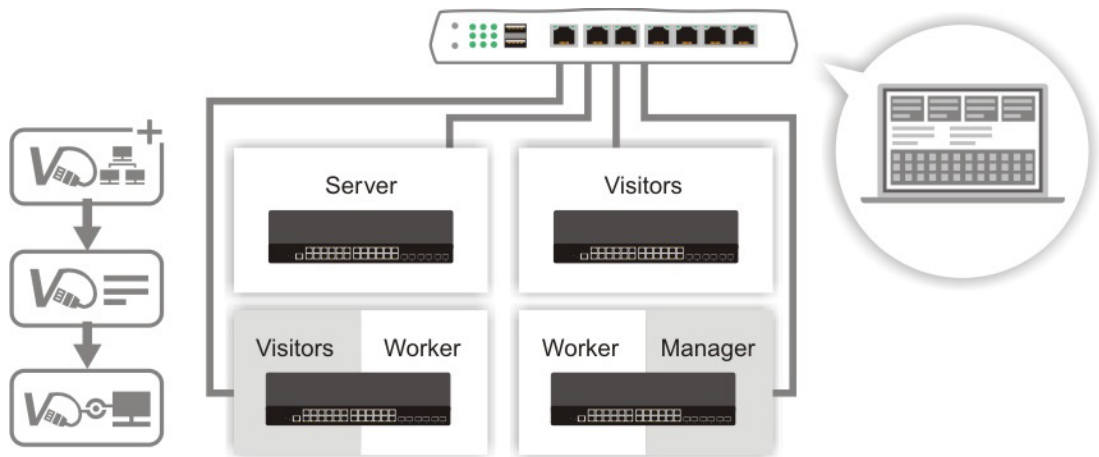 Server
Visitors
Visitors Worker
Worker Manager
V
V
V